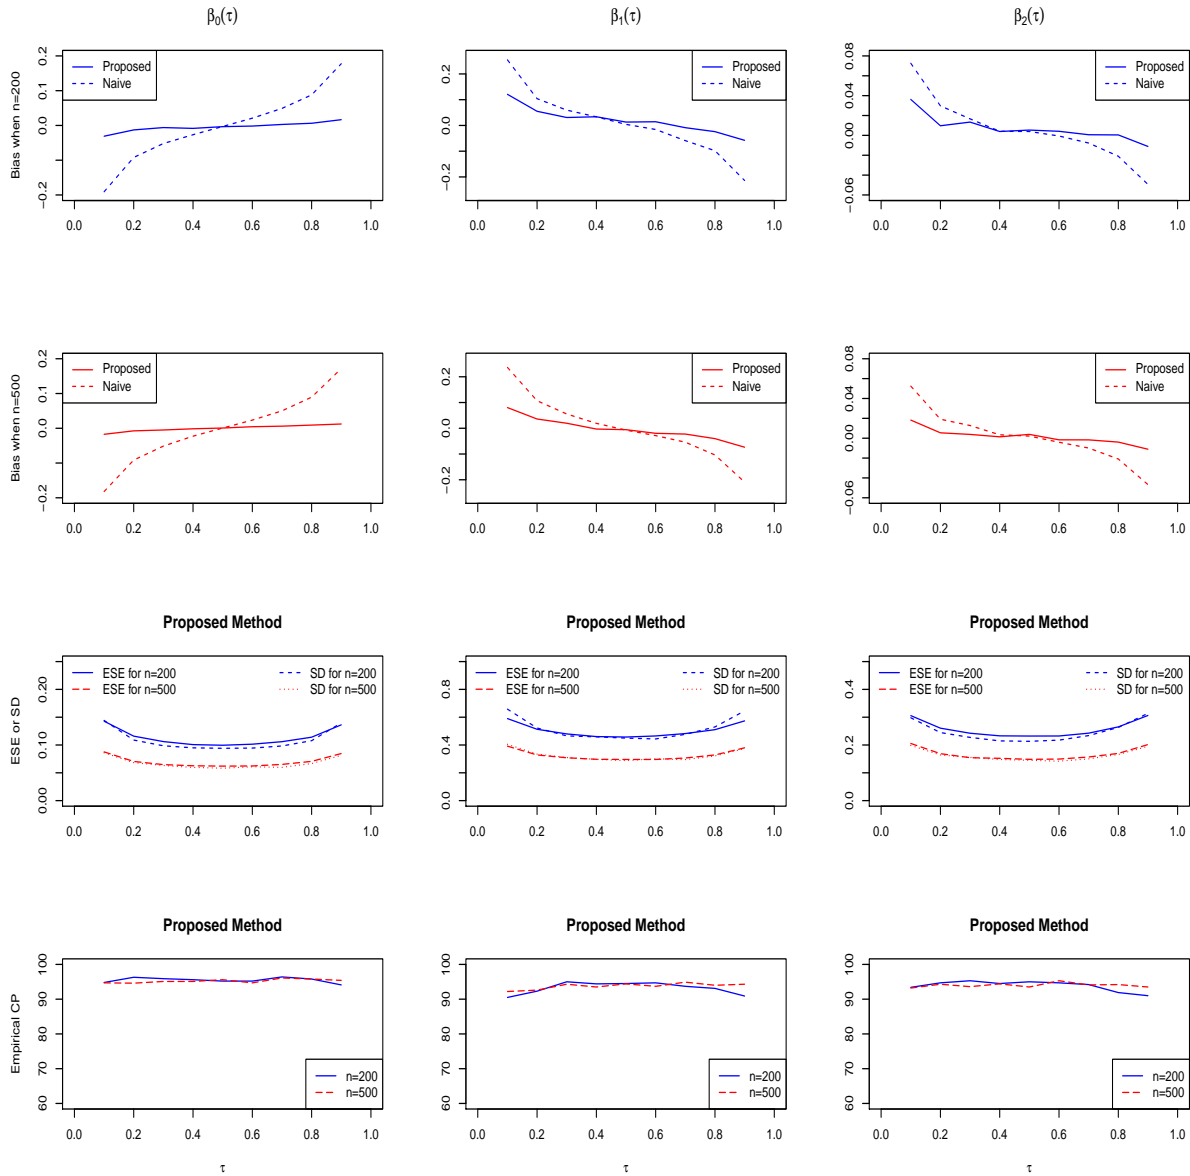 β0(τ)
β1(τ)
β2(τ)
Bias when n=200
−0.2
0.0
0.1
0.2
Proposed
Naive
0.0 0.2 0.4 0.6 0.8 1.0
−0.2
0.0
0.2
Proposed
Naive
0.0 0.2 0.4 0.6 0.8 1.0
−0.06
0.00
0.04
0.08
Proposed
Naive
0.0 0.2 0.4 0.6 0.8 1.0
Bias when n=500
−0.2
0.0
0.1
0.2
Proposed
Naive
0.0 0.2 0.4 0.6 0.8 1.0
−0.2
0.0
0.2
Proposed
Naive
0.0 0.2 0.4 0.6 0.8 1.0
−0.06
0.00
0.04
0.08
Proposed
Naive
0.0 0.2 0.4 0.6 0.8 1.0
Proposed Method
ESE or SD
0.00
0.10
0.20
ESE for n=200
ESE for n=500
SD for n=200
SD for n=500
0.0 0.2 0.4 0.6 0.8 1.0
Proposed Method
0.0
0.4
0.8
ESE for n=200
ESE for n=500
SD for n=200
SD for n=500
0.0 0.2 0.4 0.6 0.8 1.0
Proposed Method
0.0
0.2
0.4
ESE for n=200
ESE for n=500
SD for n=200
SD for n=500
0.0 0.2 0.4 0.6 0.8 1.0
Proposed Method
Empirical CP
60
70
80
90
100
n=200
n=500
0.0 0.2 0.4 0.6 0.8 1.0
τ
Proposed Method
60
70
80
90
100
n=200
n=500
0.0 0.2 0.4 0.6 0.8 1.0
τ
Proposed Method
60
70
80
90
100
n=200
n=500
0.0 0.2 0.4 0.6 0.8 1.0
τ